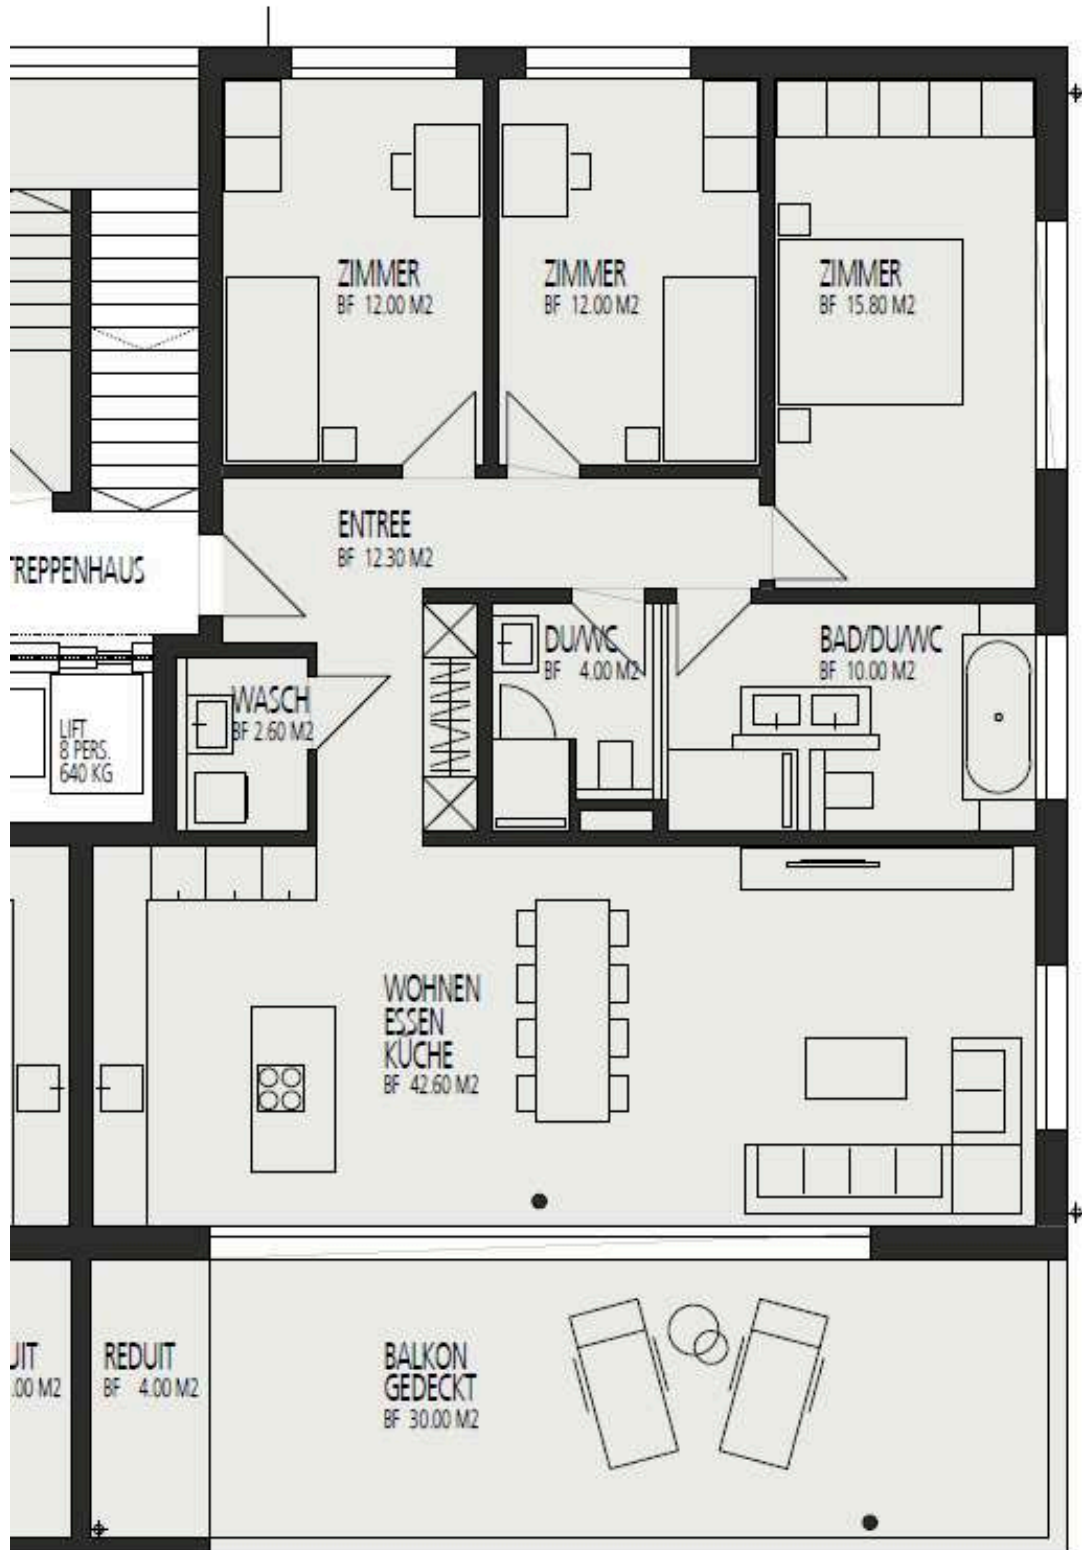 ZIMMER
BF 12.00 M2
ZIMMER
BF 12.00 M2
ZIMMER
BF 15.80 M2
ENTREE
BF 12.30 M2
TREPPENHAUS
DU/WC
BF 4.00 M2
BAD/DU/WC
BF 10.00 M2
WASCH
BF 2.60 M2
LIFT
8 PERS.
640 KG
WOHNEN
ESSEN
KÜCHE
BF 42.60 M2
UIT
.00 M2
REDUIT
BF 4.00 M2
BALKON
GEDECKT
BF 30.00 M2